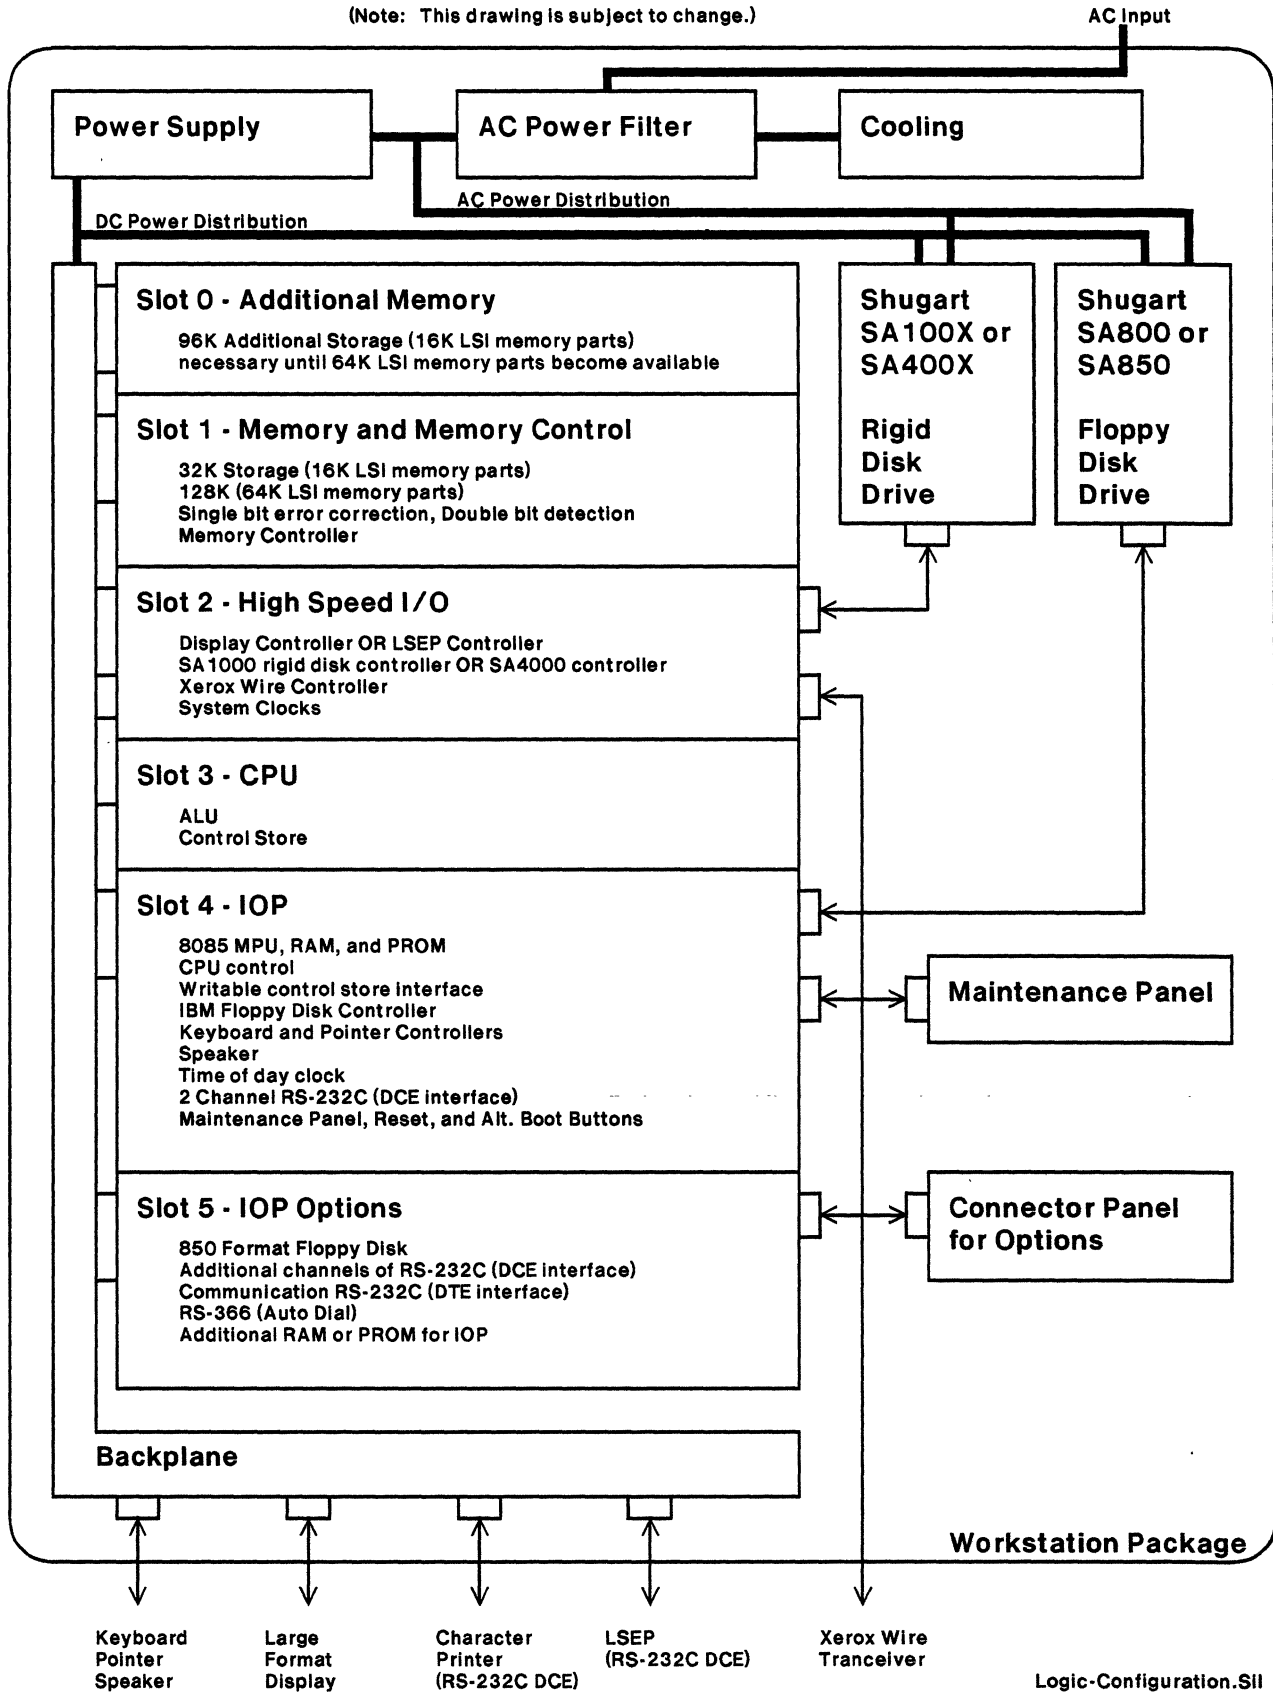 (Note: This drawing is subject to change.)
AC Input
Power Supply
AC Power Filter
Cooling
AC Power Distribution
DC Power Distribution
Slot 0 - Additional Memory
96K Additional Storage (16K LSI memory parts)
necessary until 64K LSI memory parts become available
Shugart
SA100X or
SA400X
Rigid
Disk
Drive
Shugart
SA800 or
SA850
Floppy
Disk
Drive
Slot 1 - Memory and Memory Control
32K Storage (16K LSI memory parts)
128K (64K LSI memory parts)
Single bit error correction, Double bit detection
Memory Controller
Slot 2 - High Speed I/O
Display Controller OR LSEP Controller
SA1000 rigid disk controller OR SA4000 controller
Xerox Wire Controller
System Clocks
Slot 3 - CPU
ALU
Control Store
Slot 4 - IOP
8085 MPU, RAM, and PROM
CPU control
Writable control store interface
IBM Floppy Disk Controller
Keyboard and Pointer Controllers
Speaker
Time of day clock
2 Channel RS-232C (DCE interface)
Maintenance Panel, Reset, and Alt. Boot Buttons
Maintenance Panel
Slot 5 - IOP Options
850 Format Floppy Disk
Additional channels of RS-232C (DCE interface)
Communication RS-232C (DTE interface)
RS-366 (Auto Dial)
Additional RAM or PROM for IOP
Connector Panel
for Options
Backplane
Workstation Package
Keyboard
Pointer
Speaker
Large
Format
Display
Character
Printer
(RS-232C DCE)
LSEP
(RS-232C DCE)
Xerox Wire
Tranceiver
Logic-Configuration.Sil